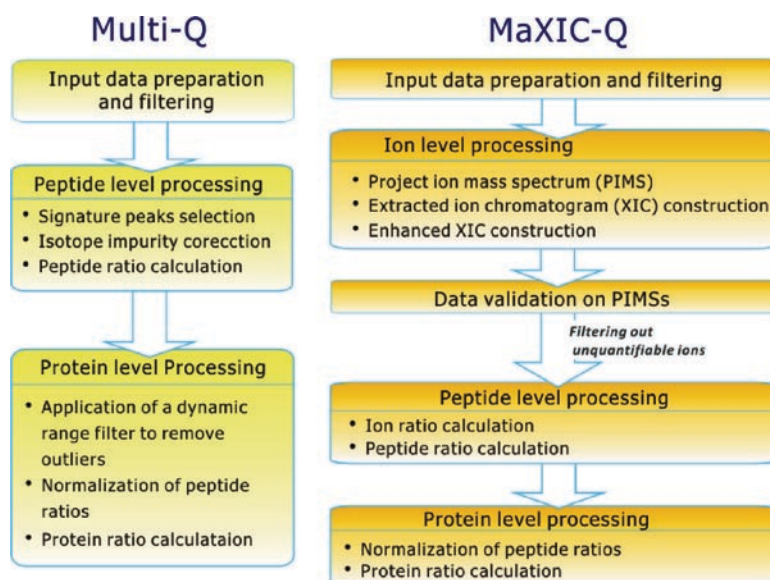 Multi-Q
Input data preparation
and filtering
Peptide level processing
• Signature peaks selection
• Isotope impurity corecction
• Peptide ratio calculation
Protein level Processing
• Application of a dynamic
range filter to remove
outliers
• Normalization of peptide
ratios
• Protein ratio calculataion
MaXIC-Q
Input data preparation and filtering
Ion level processing
• Project ion mass spectrum (PIMS)
• Extracted ion chromatogram (XIC) construction
• Enhanced XIC construction
Data validation on PIMSs
Filtering out
unquantifiable ions
Peptide level processing
• Ion ratio calculation
• Peptide ratio calculation
Protein level processing
• Normalization of peptide ratios
• Protein ratio calculation